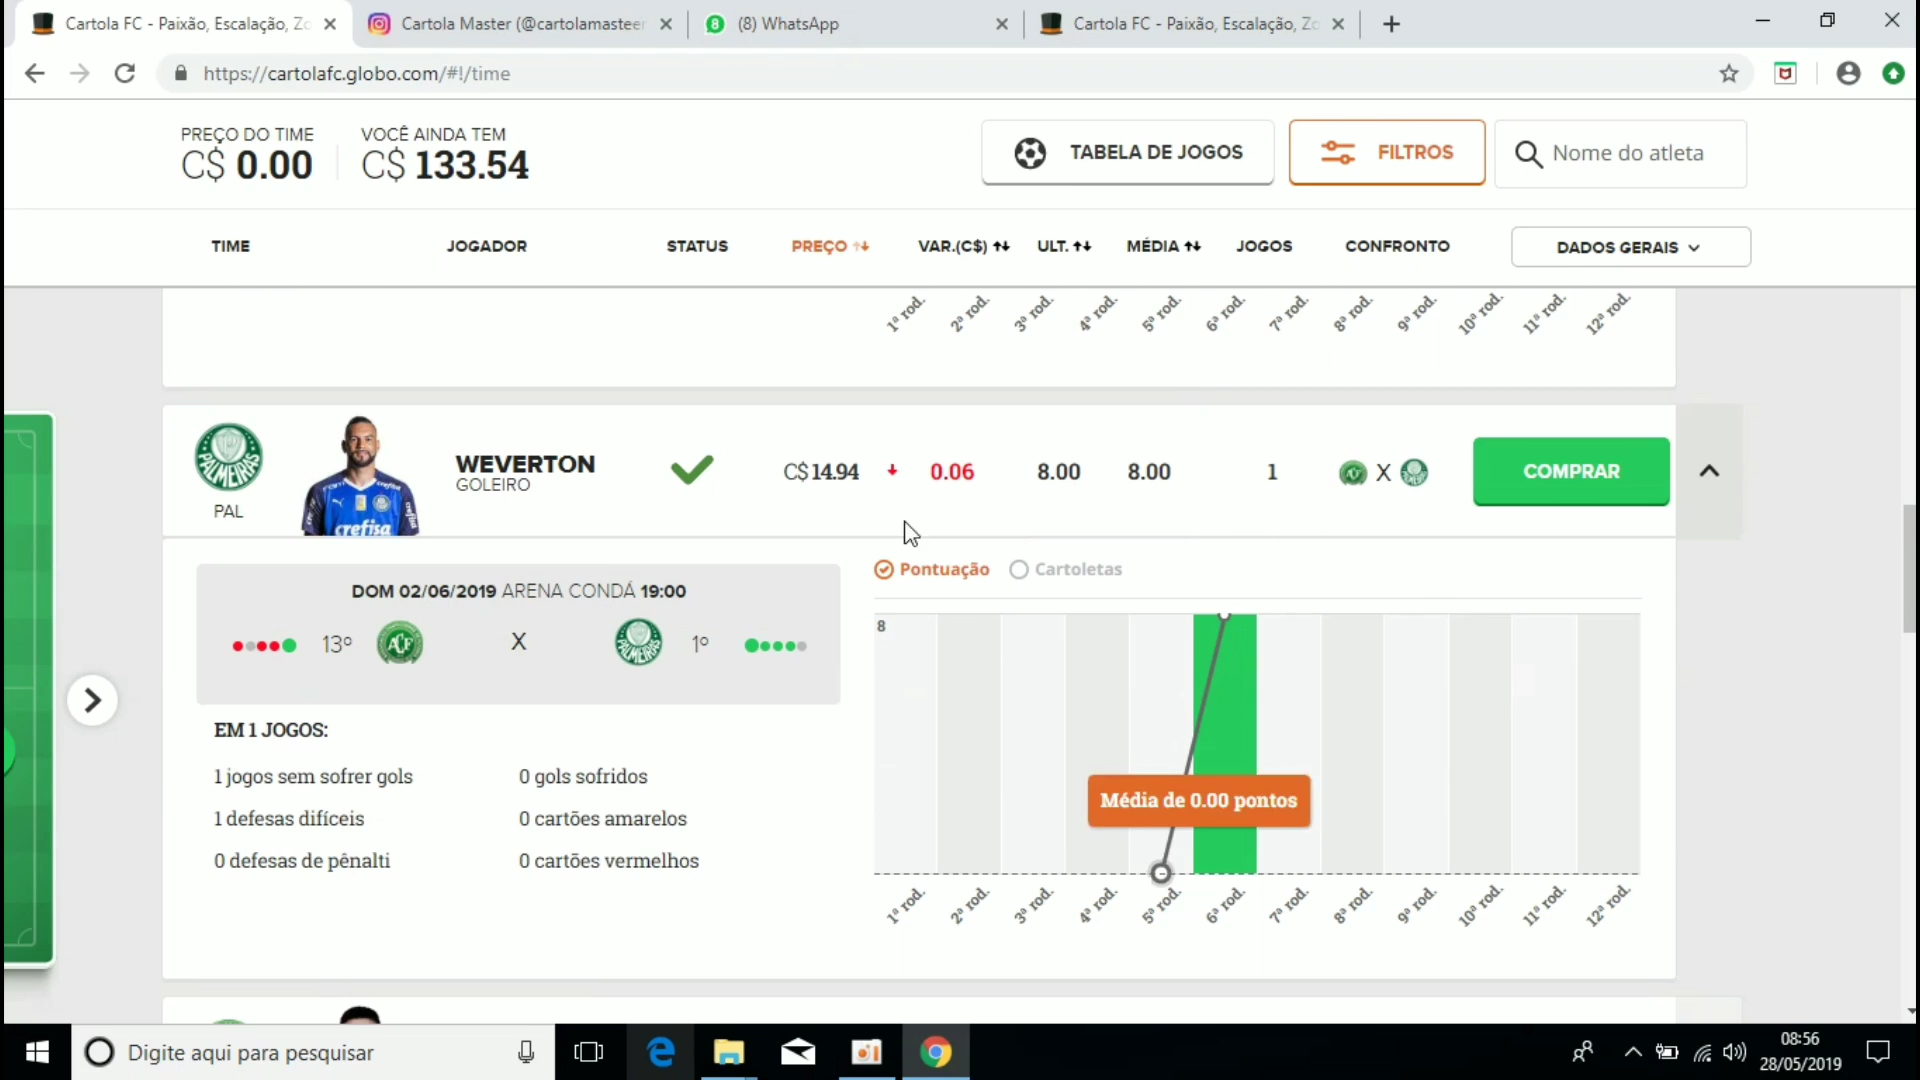 Cartola FC - Paixão, Escalação, Zo
Cartola Master (@cartolamasteer
(8) WhatsApp
Cartola FC - Paixão, Escalação, Zo
https://cartolafc.globo.com/#!/time
PREÇO DO TIME
C$ 0.00
VOCÊ AINDA TEM
C$ 133.54
TABELA DE JOGOS
FILTROS
Nome do atleta
TIME JOGADOR STATUS PREÇO VAR.(C$) ULT. MÉDIA JOGOS CONFRONTO DADOS GERAIS
1ª rod. 2ª rod. 3ª rod. 4ª rod. 5ª rod. 6ª rod. 7ª rod. 8ª rod. 9ª rod. 10ª rod. 11ª rod. 12ª rod.
PALMEIRAS
PAL
crefisa
WEVERTON
GOLEIRO
C$ 14.94 0.06 8.00 8.00 1 X COMPRAR
DOM 02/06/2019 ARENA CONDÁ 19:00
13º ACF X PALMEIRAS 1º
EM 1 JOGOS:
1 jogos sem sofrer gols 0 gols sofridos
1 defesas difíceis 0 cartões amarelos
0 defesas de pênalti 0 cartões vermelhos
Pontuação Cartoletas
8
Média de 0.00 pontos
1ª rod. 2ª rod. 3ª rod. 4ª rod. 5ª rod. 6ª rod. 7ª rod. 8ª rod. 9ª rod. 10ª rod. 11ª rod. 12ª rod.
Digite aqui para pesquisar
08:56
28/05/2019